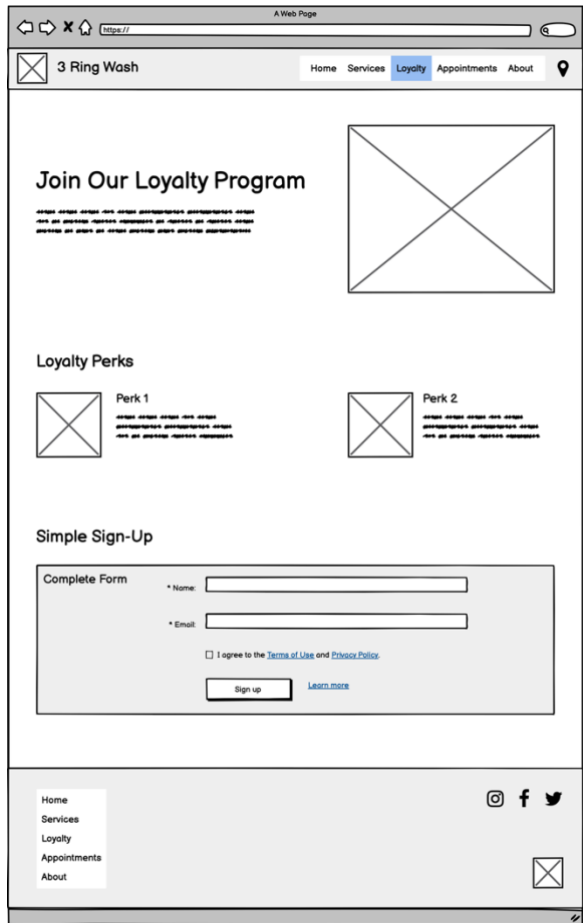 A Web Page
https://
3 Ring Wash
Home Services Loyalty Appointments About
Join Our Loyalty Program
Loyalty Perks
Perk 1
Perk 2
Simple Sign-Up
Complete Form
* Name:
* Email:
I agree to the Terms of Use and Privacy Policy.
Sign up
Learn more
Home
Services
Loyalty
Appointments
About